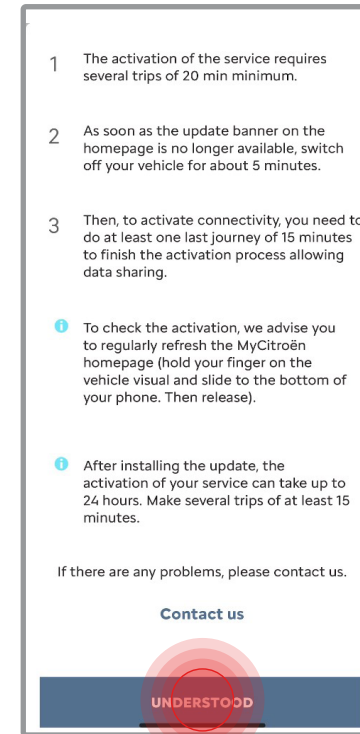 1 The activation of the service requires
several trips of 20 min minimum.
2 As soon as the update banner on the
homepage is no longer available, switch
off your vehicle for about 5 minutes.
3 Then, to activate connectivity, you need to
do at least one last journey of 15 minutes
to finish the activation process allowing
data sharing.
To check the activation, we advise you
to regularly refresh the MyCitroën
homepage (hold your finger on the
vehicle visual and slide to the bottom of
your phone. Then release).
After installing the update, the
activation of your service can take up to
24 hours. Make several trips of at least 15
minutes.
If there are any problems, please contact us.
Contact us
UNDERSTOOD